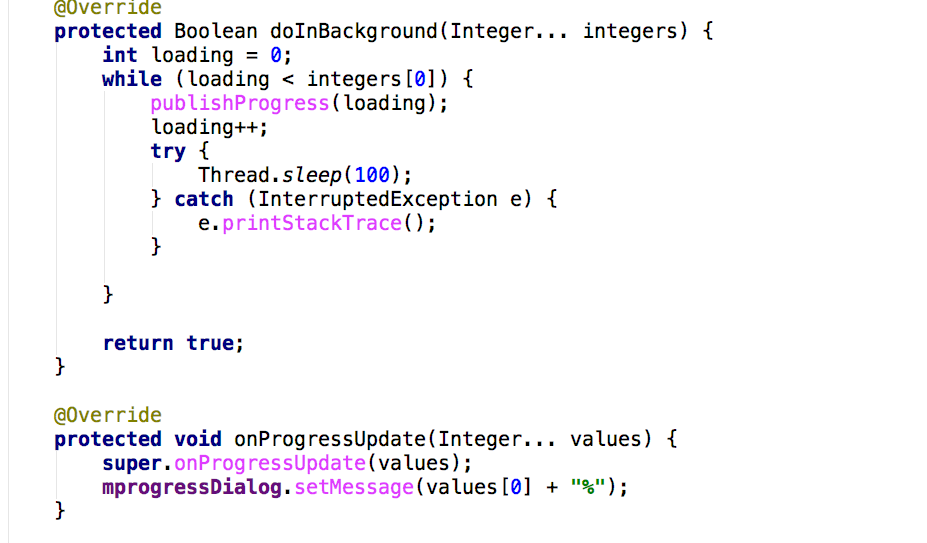 @Override
protected Boolean doInBackground(Integer... integers) {
int loading = 0;
while (loading < integers[0]) {
publishProgress(loading);
loading++;
try {
Thread.sleep(100);
} catch (InterruptedException e) {
e.printStackTrace();
}
}
return true;
}
@Override
protected void onProgressUpdate(Integer... values) {
super.onProgressUpdate(values);
mprogressDialog.setMessage(values[0] + "%");
}